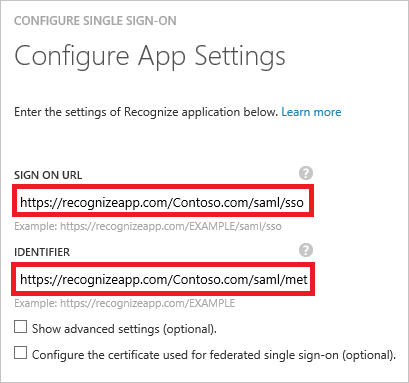 CONFIGURE SINGLE SIGN-ON
Configure App Settings
Enter the settings of Recognize application below. Learn more
SIGN ON URL ?
https://recognizeapp.com/Contoso.com/saml/sso
Example: https://recognizeapp.com/EXAMPLE/saml/sso
IDENTIFIER ?
https://recognizeapp.com/Contoso.com/saml/met
Example: https://recognizeapp.com/EXAMPLE
Show advanced settings (optional).
Configure the certificate used for federated single sign-on (optional).